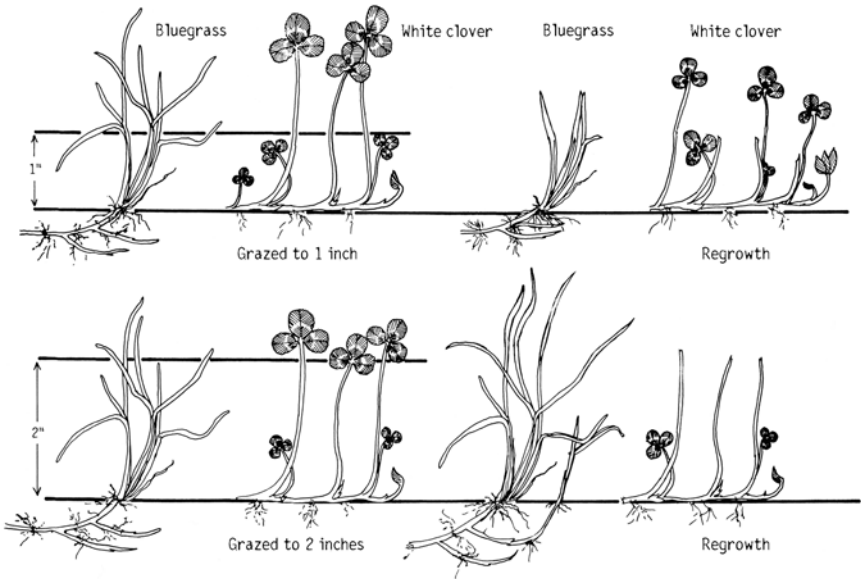 Bluegrass
White clover
Bluegrass
White clover
1"
Grazed to 1 inch
Regrowth
2"
Grazed to 2 inches
Regrowth